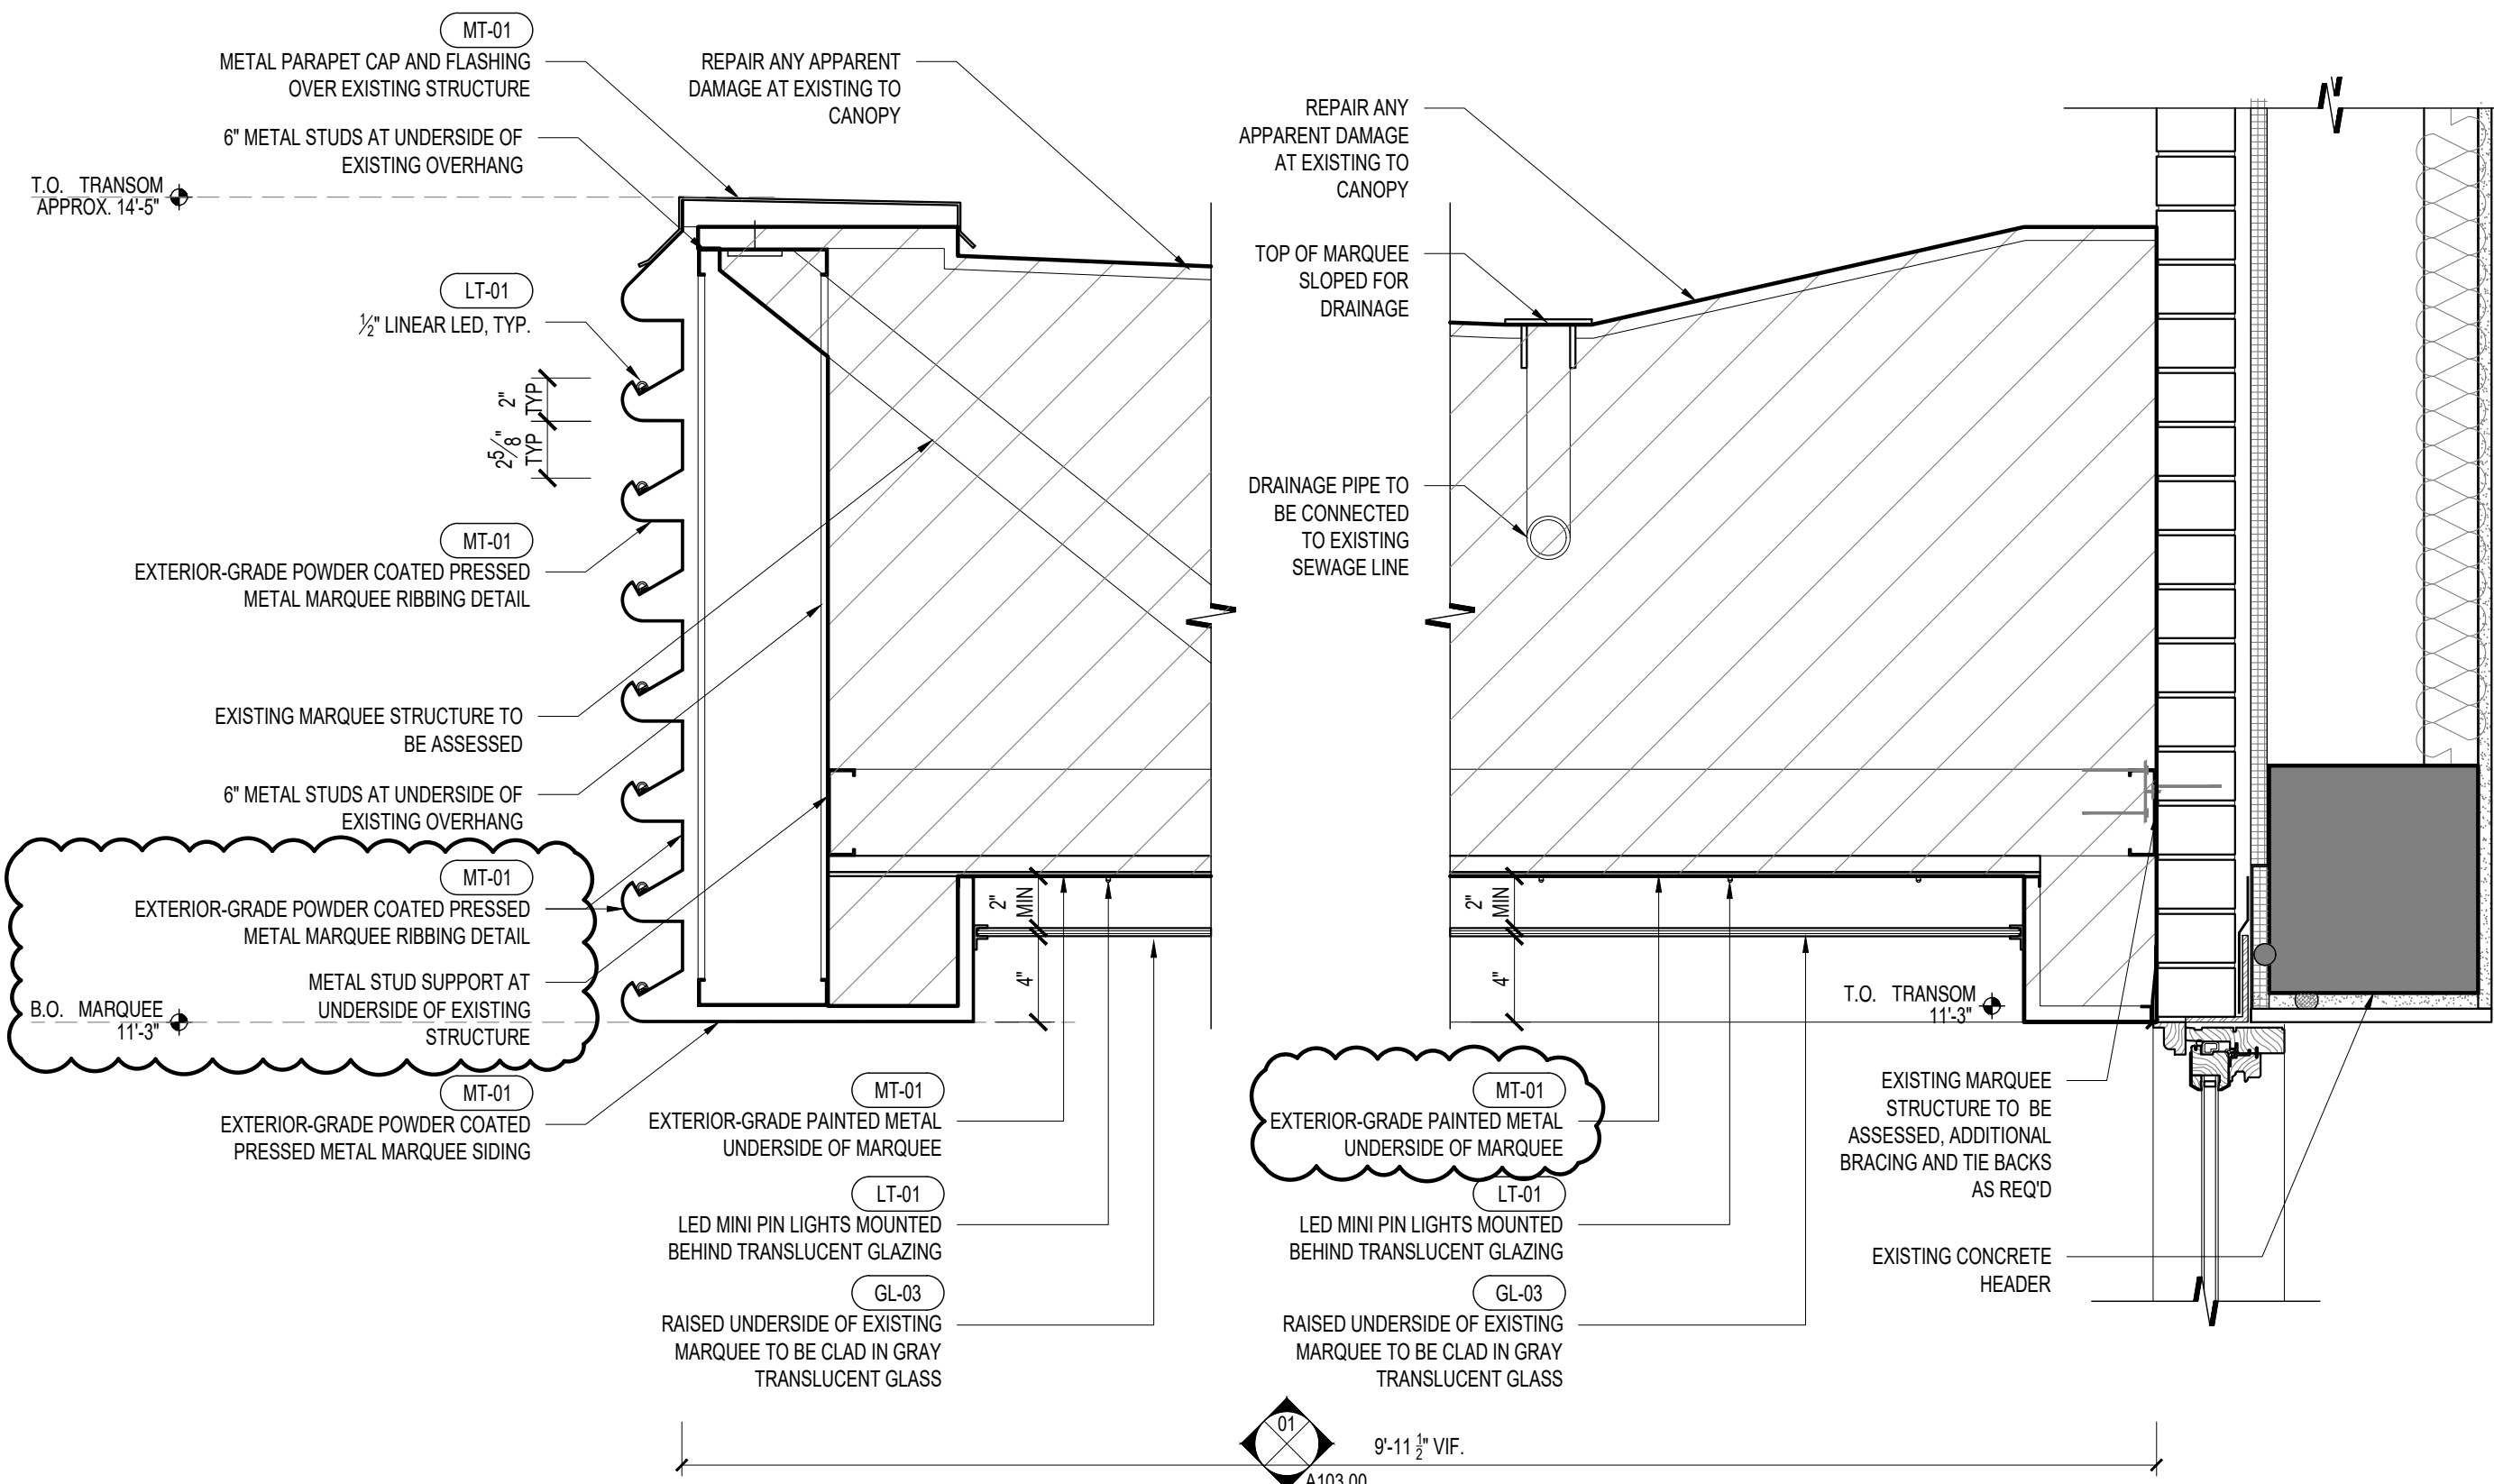 MT-01
METAL PARAPET CAP AND FLASHING
OVER EXISTING STRUCTURE
6" METAL STUDS AT UNDERSIDE OF
EXISTING OVERHANG
T.O. TRANSOM
APPROX. 14'-5"
LT-01
½" LINEAR LED, TYP.
2"
TYP
2⅝"
TYP
MT-01
EXTERIOR-GRADE POWDER COATED PRESSED
METAL MARQUEE RIBBING DETAIL
EXISTING MARQUEE STRUCTURE TO
BE ASSESSED
6" METAL STUDS AT UNDERSIDE OF
EXISTING OVERHANG
MT-01
EXTERIOR-GRADE POWDER COATED PRESSED
METAL MARQUEE RIBBING DETAIL
METAL STUD SUPPORT AT
UNDERSIDE OF EXISTING
STRUCTURE
B.O. MARQUEE
11'-3"
MT-01
EXTERIOR-GRADE POWDER COATED
PRESSED METAL MARQUEE SIDING
REPAIR ANY APPARENT
DAMAGE AT EXISTING TO
CANOPY
2"
MIN
4"
MT-01
EXTERIOR-GRADE PAINTED METAL
UNDERSIDE OF MARQUEE
LT-01
LED MINI PIN LIGHTS MOUNTED
BEHIND TRANSLUCENT GLAZING
GL-03
RAISED UNDERSIDE OF EXISTING
MARQUEE TO BE CLAD IN GRAY
TRANSLUCENT GLASS
REPAIR ANY
APPARENT DAMAGE
AT EXISTING TO
CANOPY
TOP OF MARQUEE
SLOPED FOR
DRAINAGE
DRAINAGE PIPE TO
BE CONNECTED
TO EXISTING
SEWAGE LINE
2"
MIN
4"
T.O. TRANSOM
11'-3"
MT-01
EXTERIOR-GRADE PAINTED METAL
UNDERSIDE OF MARQUEE
LT-01
LED MINI PIN LIGHTS MOUNTED
BEHIND TRANSLUCENT GLAZING
GL-03
RAISED UNDERSIDE OF EXISTING
MARQUEE TO BE CLAD IN GRAY
TRANSLUCENT GLASS
EXISTING MARQUEE
STRUCTURE TO BE
ASSESSED, ADDITIONAL
BRACING AND TIE BACKS
AS REQ'D
EXISTING CONCRETE
HEADER
01
9'-11 ½" VIF.
A103.00